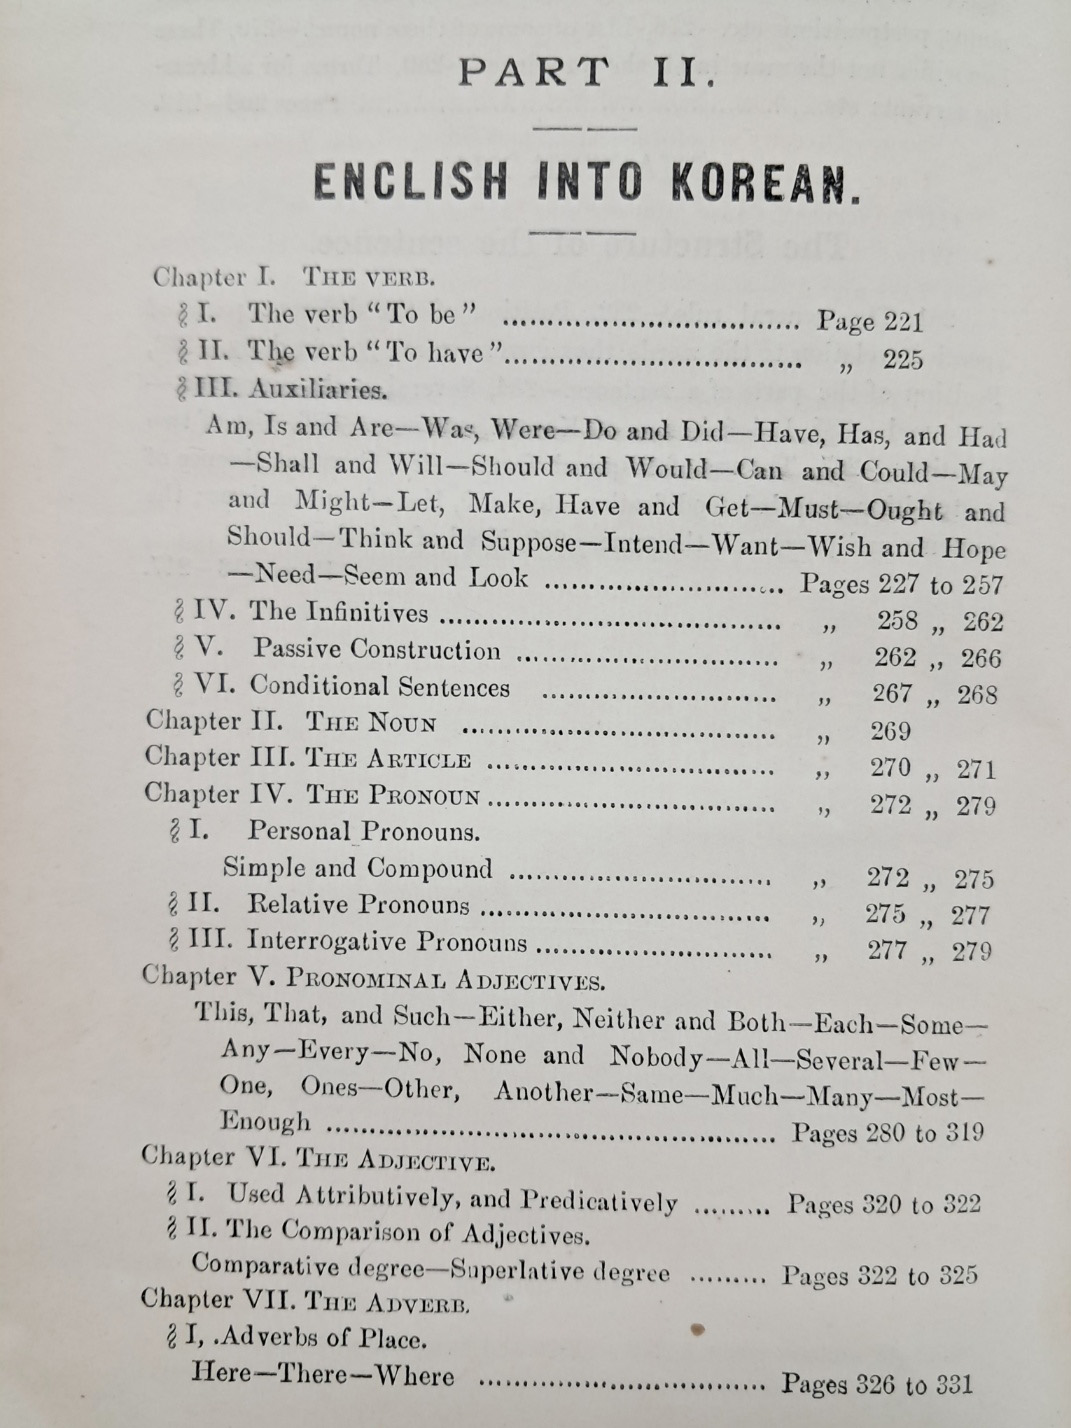 PART II.
ENGLISH INTO KOREAN.
Chapter I. THE VERB.
§ I. The verb “To be” .................................. Page 221
§ II. The verb “To have”.................................. „ 225
§ III. Auxiliaries.
Am, Is and Are—Was, Were—Do and Did—Have, Has, and Had
—Shall and Will—Should and Would—Can and Could—May
and Might—Let, Make, Have and Get—Must—Ought and
Should—Think and Suppose—Intend—Want—Wish and Hope
—Need—Seem and Look ........................... Pages 227 to 257
§ IV. The Infinitives ....................................... „ 258 „ 262
§ V. Passive Construction .............................. „ 262 „ 266
§ VI. Conditional Sentences ........................... „ 267 „ 268
Chapter II. THE NOUN .................................... „ 269
Chapter III. THE ARTICLE ................................. „ 270 „ 271
Chapter IV. THE PRONOUN ................................. „ 272 „ 279
§ I. Personal Pronouns.
Simple and Compound .............................. „ 272 „ 275
§ II. Relative Pronouns ................................. „ 275 „ 277
§ III. Interrogative Pronouns ........................... „ 277 „ 279
Chapter V. PRONOMINAL ADJECTIVES.
This, That, and Such—Either, Neither and Both—Each—Some—
Any—Every—No, None and Nobody—All—Several—Few—
One, Ones—Other, Another—Same—Much—Many—Most—
Enough ................................................... Pages 280 to 319
Chapter VI. THE ADJECTIVE.
§ I. Used Attributively, and Predicatively ......... Pages 320 to 322
§ II. The Comparison of Adjectives.
Comparative degree—Superlative degree ......... Pages 322 to 325
Chapter VII. THE ADVERB.
§ I, .Adverbs of Place.
Here—There—Where ................................. Pages 326 to 331